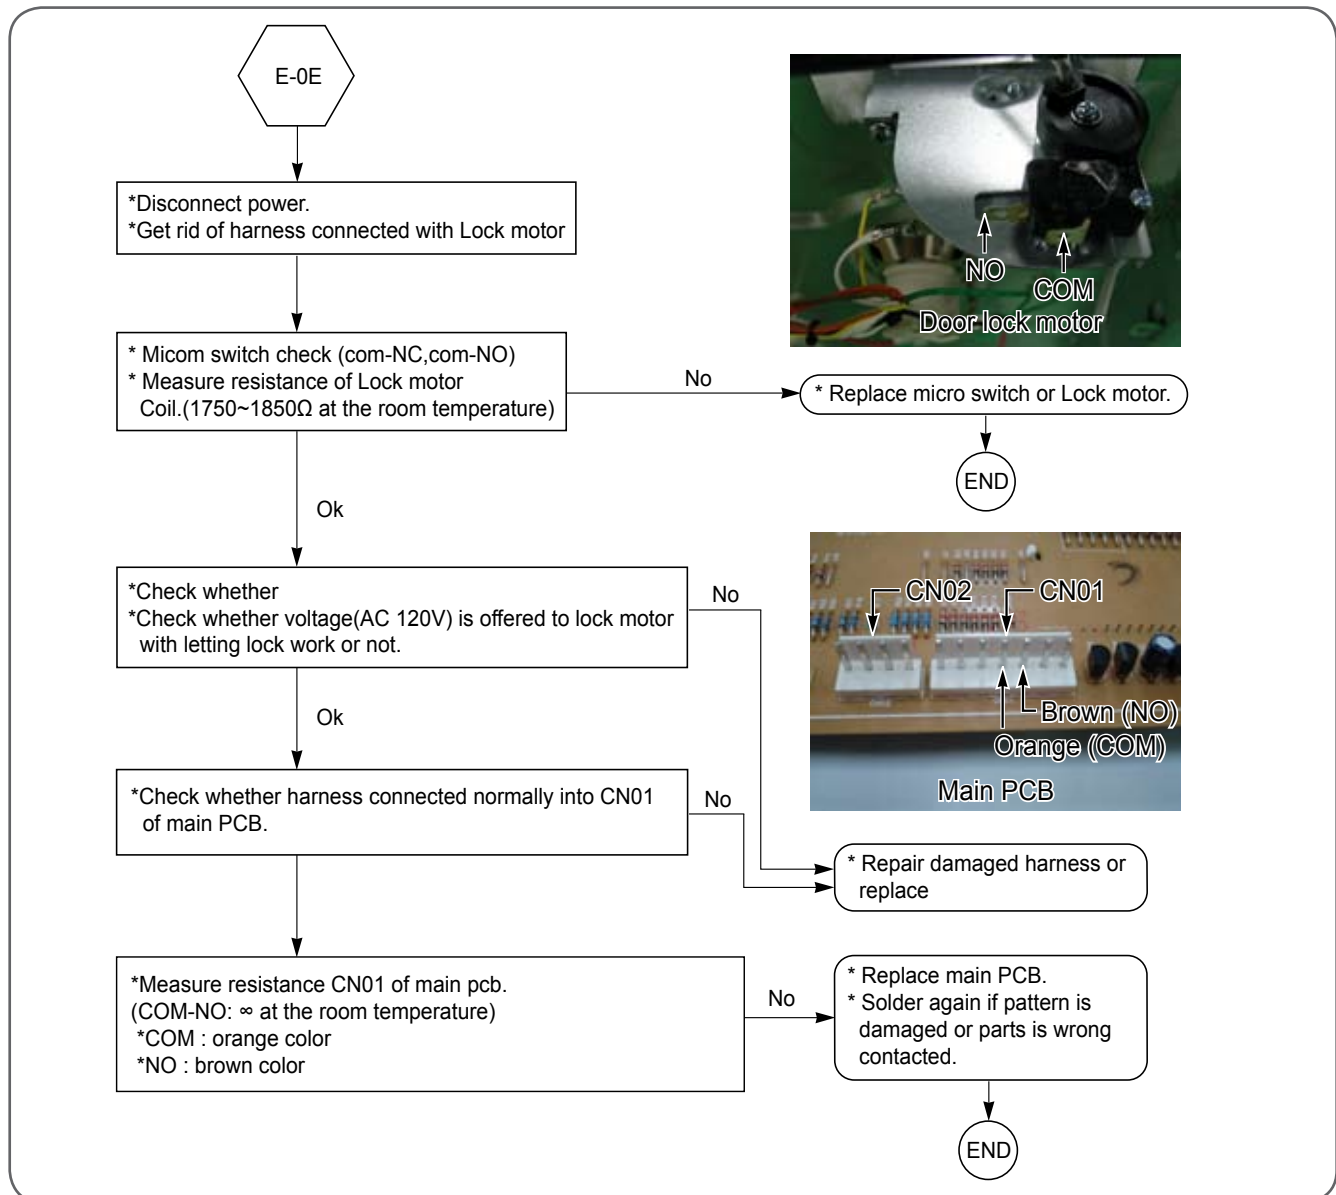 E-0E
*Disconnect power.
*Get rid of harness connected with Lock motor
NO
COM
Door lock motor
* Micom switch check (com-NC,com-NO)
* Measure resistance of Lock motor
Coil.(1750~1850Ω at the room temperature)
No
* Replace micro switch or Lock motor.
END
Ok
*Check whether
*Check whether voltage(AC 120V) is offered to lock motor
with letting lock work or not.
No
CN02
CN01
Brown (NO)
Orange (COM)
Main PCB
Ok
*Check whether harness connected normally into CN01
of main PCB.
No
* Repair damaged harness or
replace
*Measure resistance CN01 of main pcb.
(COM-NO: ∞ at the room temperature)
*COM : orange color
*NO : brown color
No
* Replace main PCB.
* Solder again if pattern is
damaged or parts is wrong
contacted.
END